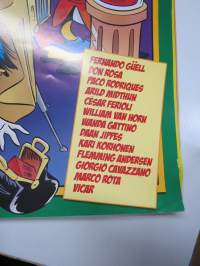 FERNANDO GÜELL
DON ROSA
PACO RODRIQUES
ARILD MIDTHUN
CÉSAR FERIOLI
WILLIAM VAN HORN
WANDA GATTINO
DAAN JIPPES
KARI KORHONEN
FLEMMING ANDERSEN
GIORGIO CAVAZZANO
MARCO ROTA
VICAR